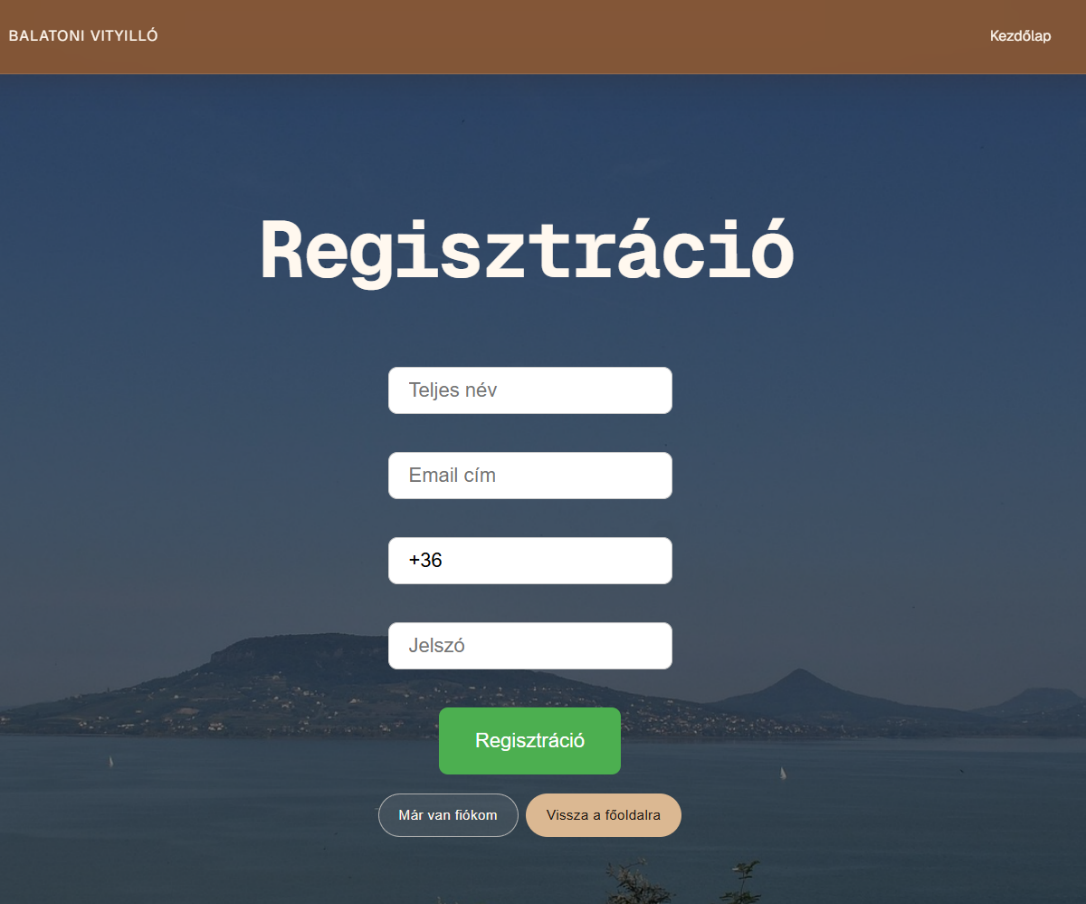 BALATONI VITYILLÓ
Kezdőlap
Regisztráció
Teljes név
Email cím
+36
Jelszó
Regisztráció
Már van fiókom
Vissza a főoldalra